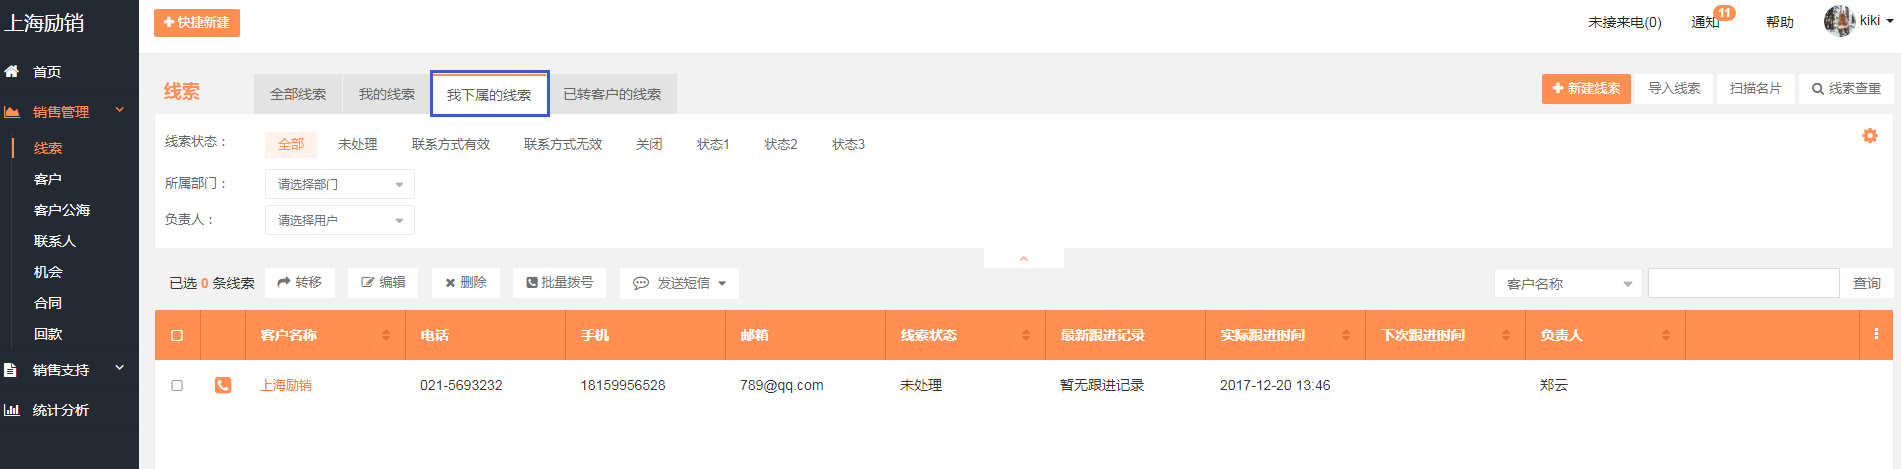 上海励销
快捷新建
未接来电(0) 通知 11 帮助 kiki
首页
销售管理
线索
客户
客户公海
联系人
机会
合同
回款
销售支持
统计分析
线索 全部线索 我的线索 我下属的线索 已转客户的线索 新建线索 导入线索 扫描名片 线索查重
线索状态： 全部 未处理 联系方式有效 联系方式无效 关闭 状态1 状态2 状态3
所属部门： 请选择部门
负责人： 请选择用户
已选 0 条线索 转移 编辑 删除 批量拨号 发送短信 客户名称 查询
客户名称 电话 手机 邮箱 线索状态 最新跟进记录 实际跟进时间 下次跟进时间 负责人
上海励销 021-5693232 18159956528 789@qq.com 未处理 暂无跟进记录 2017-12-20 13:46 郑云